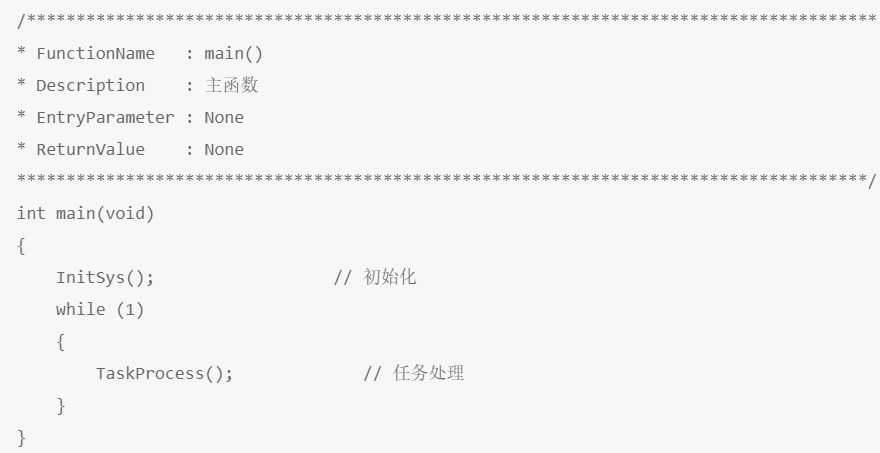 /**************************************************************************************
* FunctionName   : main()
* Description    : 主函数
* EntryParameter : None
* ReturnValue    : None
**************************************************************************************/
int main(void)
{
    InitSys();                  // 初始化
    while (1)
    {
        TaskProcess();             // 任务处理
    }
}